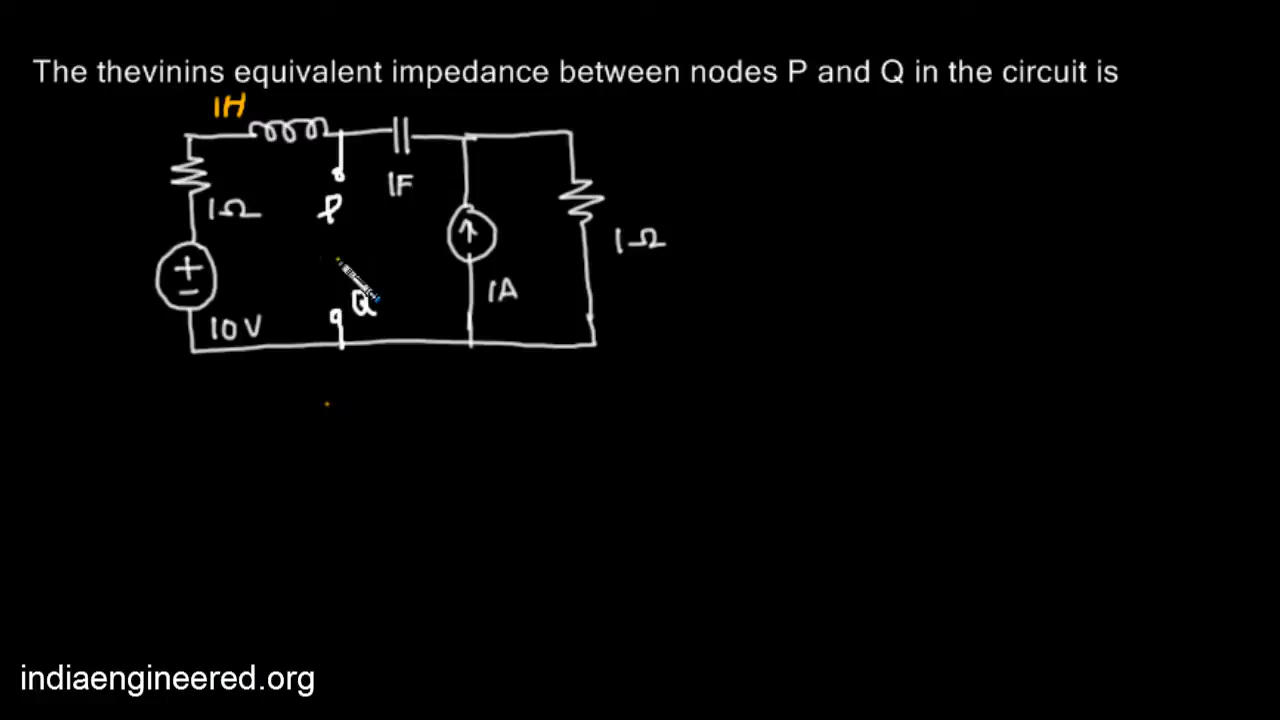 The thevinins equivalent impedance between nodes P and Q in the circuit is
1H
1F
1Ω
P
1Ω
+
−
Q
1A
10V
indiaengineered.org